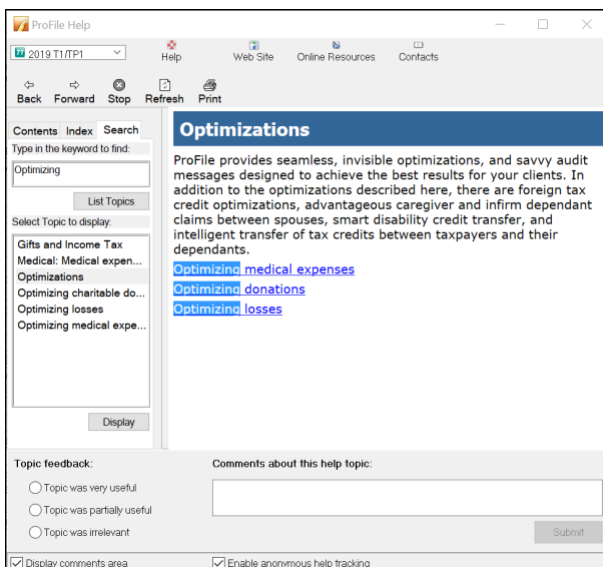 ProFile Help
2019 T1/TP1
Help
Web Site
Online Resources
Contacts
Back
Forward
Stop
Refresh
Print
Contents
Index
Search
Type in the keyword to find:
Optimizing
List Topics
Select Topic to display:
Gifts and Income Tax
Medical: Medical expen...
Optimizations
Optimizing charitable do...
Optimizing losses
Optimizing medical expe...
Display
Optimizations
ProFile provides seamless, invisible optimizations, and savvy audit
messages designed to achieve the best results for your clients. In
addition to the optimizations described here, there are foreign tax
credit optimizations, advantageous caregiver and infirm dependant
claims between spouses, smart disability credit transfer, and
intelligent transfer of tax credits between taxpayers and their
dependants.
Optimizing medical expenses
Optimizing donations
Optimizing losses
Topic feedback:
Topic was very useful
Topic was partially useful
Topic was irrelevant
Comments about this help topic:
Submit
Display comments area
Enable anonymous help tracking